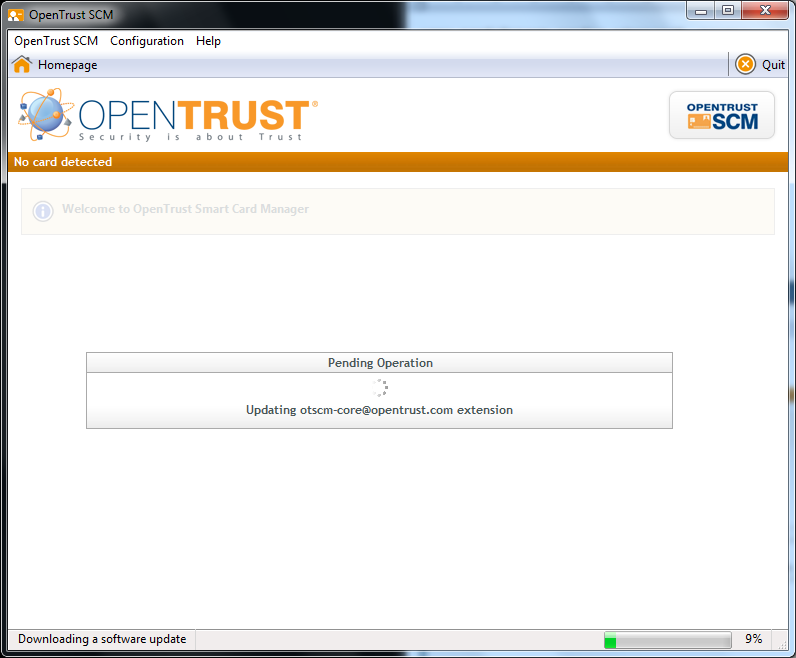 OpenTrust SCM
OpenTrust SCM Configuration Help
Homepage
Quit
OPENTRUST®
Security is about Trust
OPENTRUST
SCM
No card detected
Welcome to OpenTrust Smart Card Manager
Pending Operation
Updating otscm-core@opentrust.com extension
Downloading a software update
9%